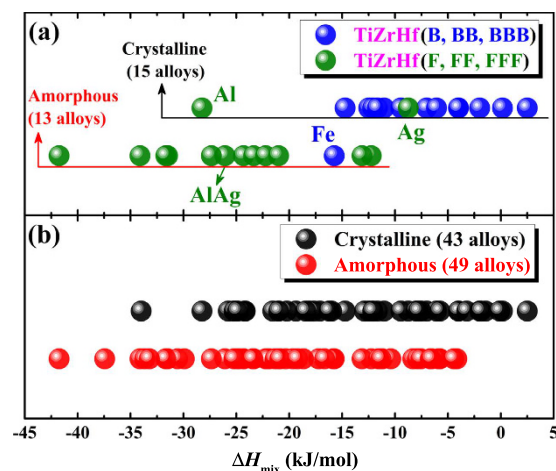 (a)
TiZrHf(B, BB, BBB)
TiZrHf(F, FF, FFF)
Crystalline
(15 alloys)
Al
Amorphous
(13 alloys)
Ag
Fe
AlAg
(b)
Crystalline (43 alloys)
Amorphous (49 alloys)
-45 -40 -35 -30 -25 -20 -15 -10 -5 0 5
ΔHmix (kJ/mol)